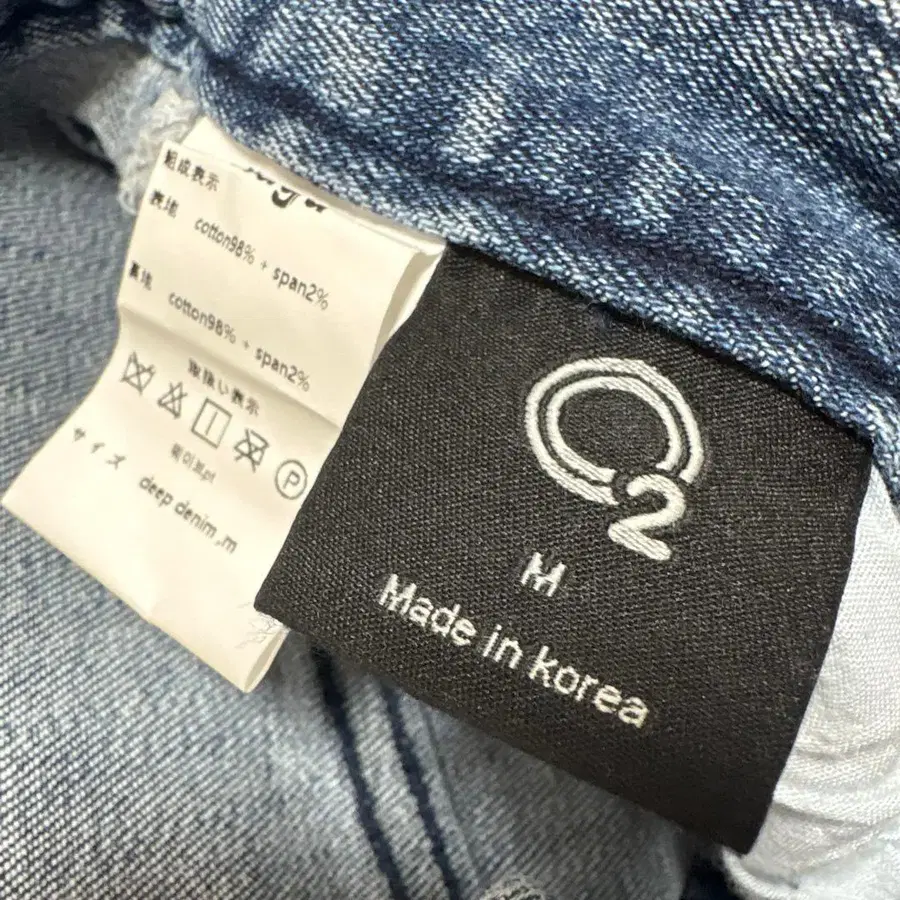 組成表示
表地
cotton98% + span2%
裏地
cotton98% + span2%
取扱い表示
P
サイズ
deep denim ,m
O2
M
Made in korea